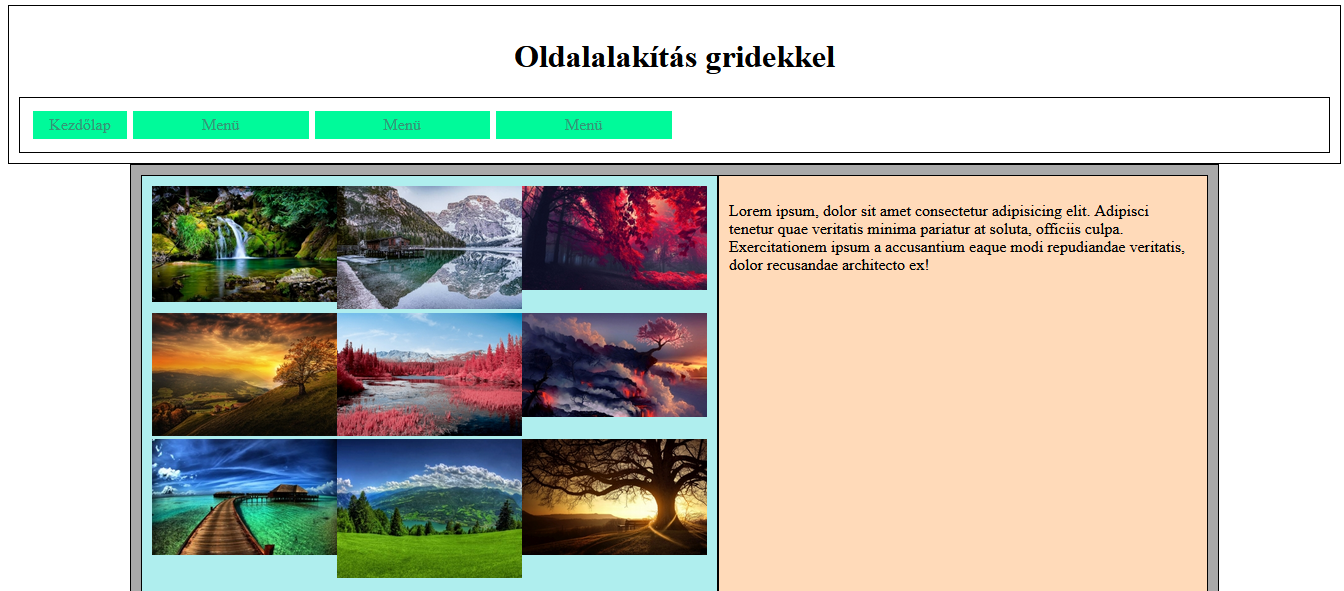 Oldalalakítás gridekkel
Kezdőlap Menü Menü Menü
Lorem ipsum, dolor sit amet consectetur adipisicing elit. Adipisci
tenetur quae veritatis minima pariatur at soluta, officiis culpa.
Exercitationem ipsum a accusantium eaque modi repudiandae veritatis,
dolor recusandae architecto ex!